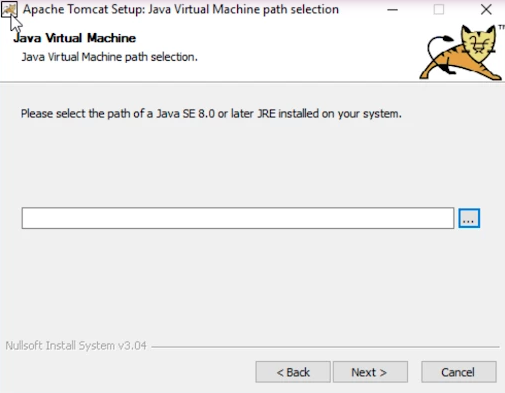 Apache Tomcat Setup: Java Virtual Machine path selection
Java Virtual Machine
TM
Java Virtual Machine path selection.
Please select the path of a Java SE 8.0 or later JRE installed on your system.
...
Nullsoft Install System v3.04
< Back Next > Cancel